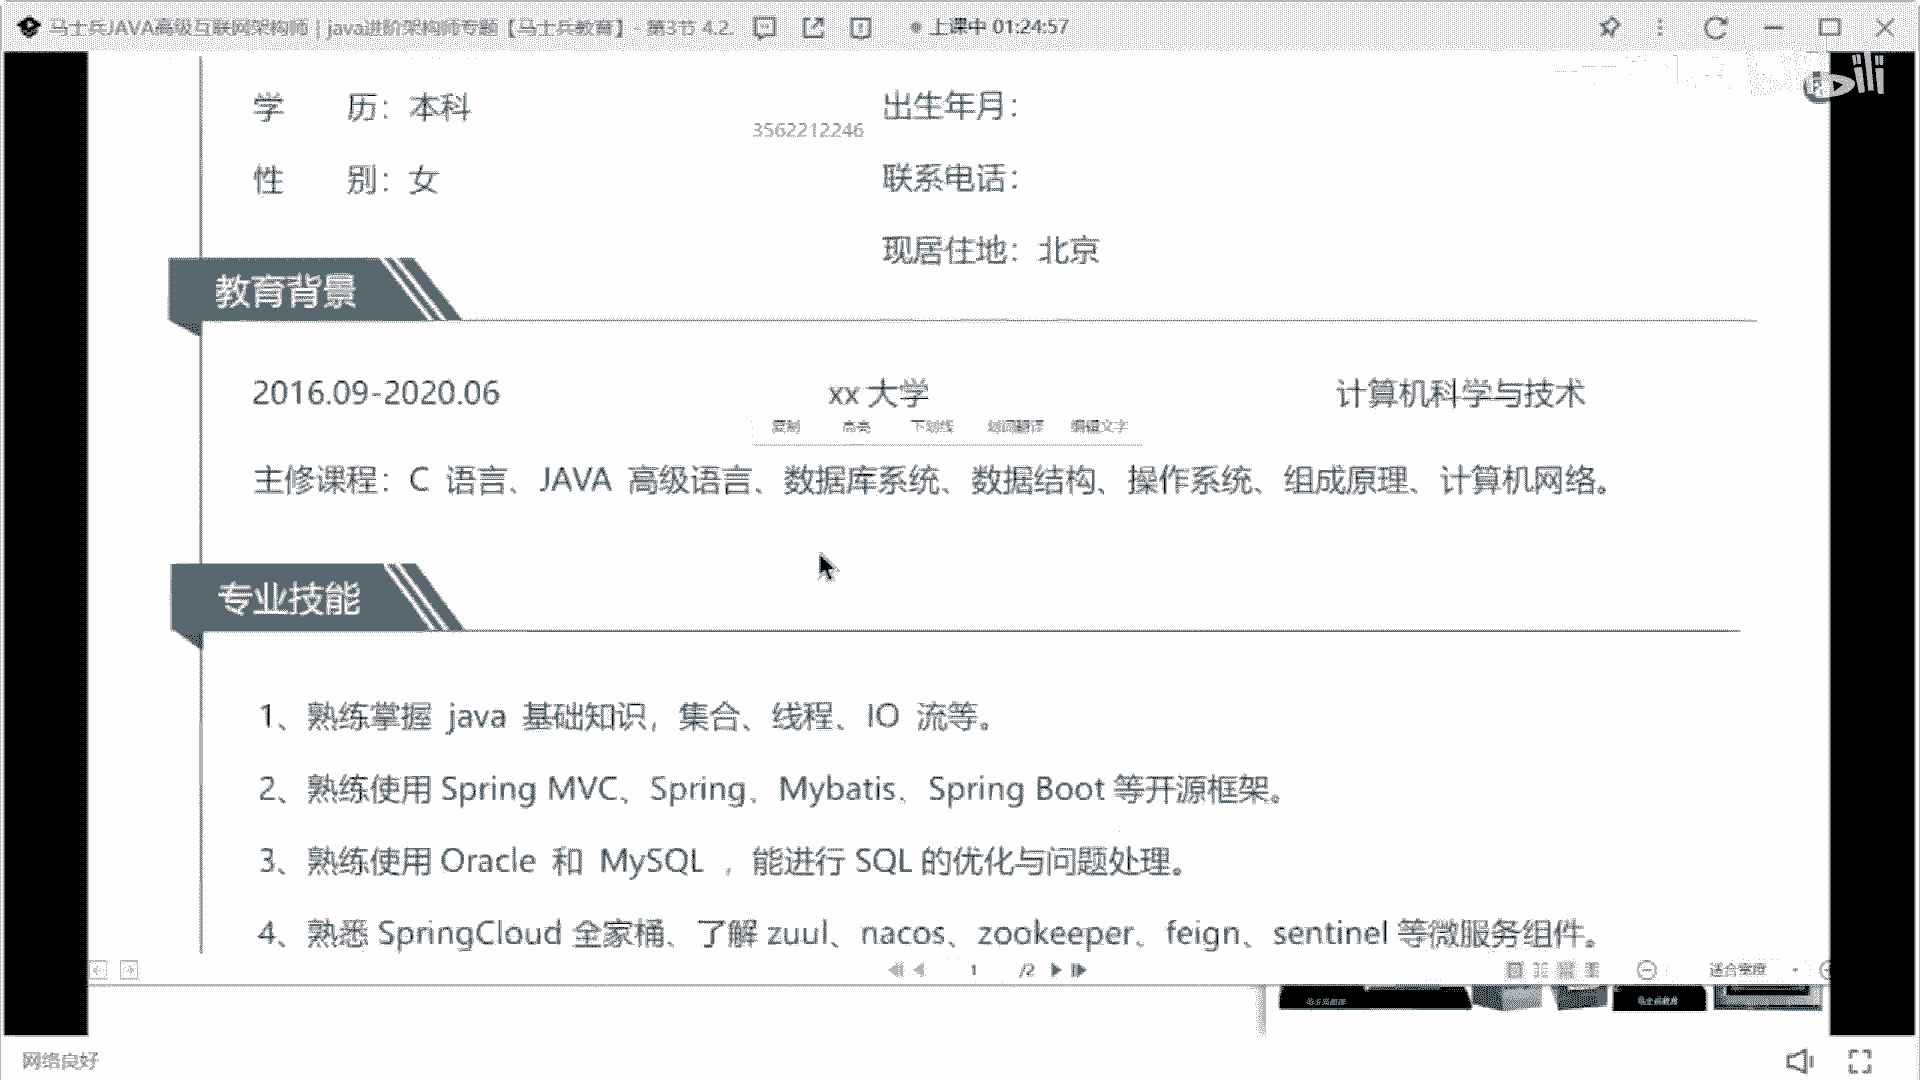 马士兵JAVA高级互联网架构师 | java进阶架构师专题【马士兵教育】- 第3节 4.2.
上课中 01:24:57
bilibili
学 历：本科
出生年月：
3562212246
性 别：女
联系电话：
现居住地：北京
教育背景
2016.09-2020.06 xx 大学 计算机科学与技术
复制 高亮 下划线 划词翻译 编辑文字
主修课程：C 语言、JAVA 高级语言、数据库系统、数据结构、操作系统、组成原理、计算机网络。
专业技能
1、熟练掌握 java 基础知识，集合、线程、IO 流等。
2、熟练使用 Spring MVC、Spring、Mybatis、Spring Boot 等开源框架。
3、熟练使用 Oracle 和 MySQL ，能进行 SQL 的优化与问题处理。
4、熟悉 SpringCloud 全家桶、了解 zuul、nacos、zookeeper、feign、sentinel 等微服务组件。
1 /2
适合宽度
网络良好